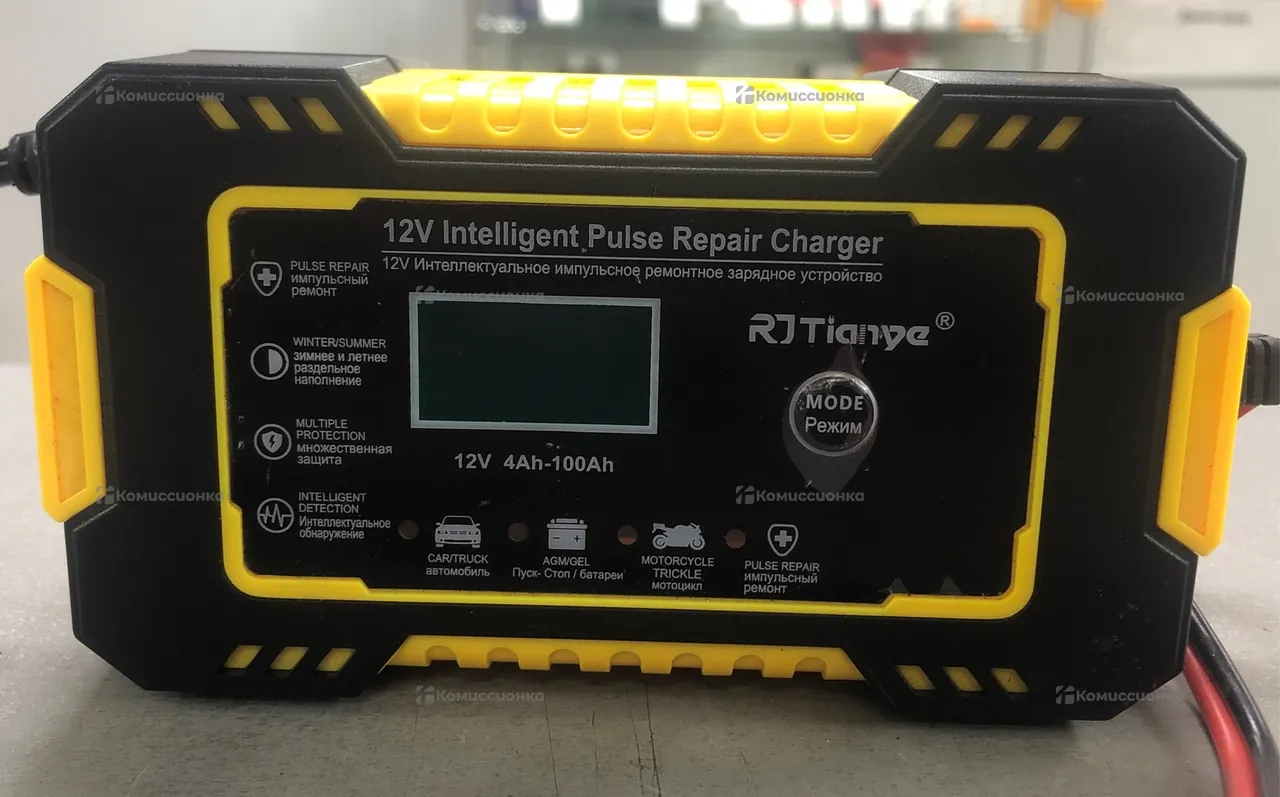 Комиссионка
Комиссионка
12V Intelligent Pulse Repair Charger
12V Интеллектуальное импульсное ремонтное зарядное устройство
PULSE REPAIR
импульсный
ремонт
Комиссионка
Комиссионка
RJTianye®
WINTER/SUMMER
зимнее и летнее
раздельное
наполнение
MODE
Режим
MULTIPLE
PROTECTION
множественная
защита
12V 4Ah-100Ah
Комиссионка
Комиссионка
INTELLIGENT
DETECTION
Интеллектуальное
обнаружение
CAR/TRUCK
автомобиль
AGM/GEL
Пуск- Стоп / батареи
MOTORCYCLE
TRICKLE
мотоцикл
PULSE REPAIR
импульсный
ремонт
Комиссионка
Комиссионка